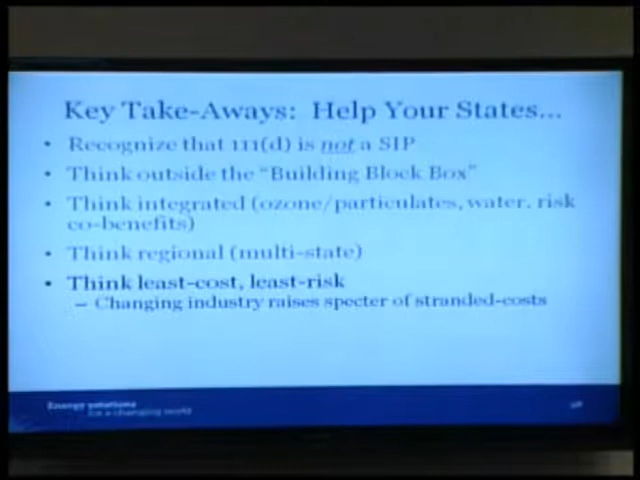 Key Take-Aways: Help Your States...
• Recognize that 111(d) is not a SIP
• Think outside the "Building Block Box"
• Think integrated (ozone/particulates, water, risk
co-benefits)
• Think regional (multi-state)
• Think least-cost, least-risk
– Changing industry raises specter of stranded-costs
Energy solutions
for a changing world